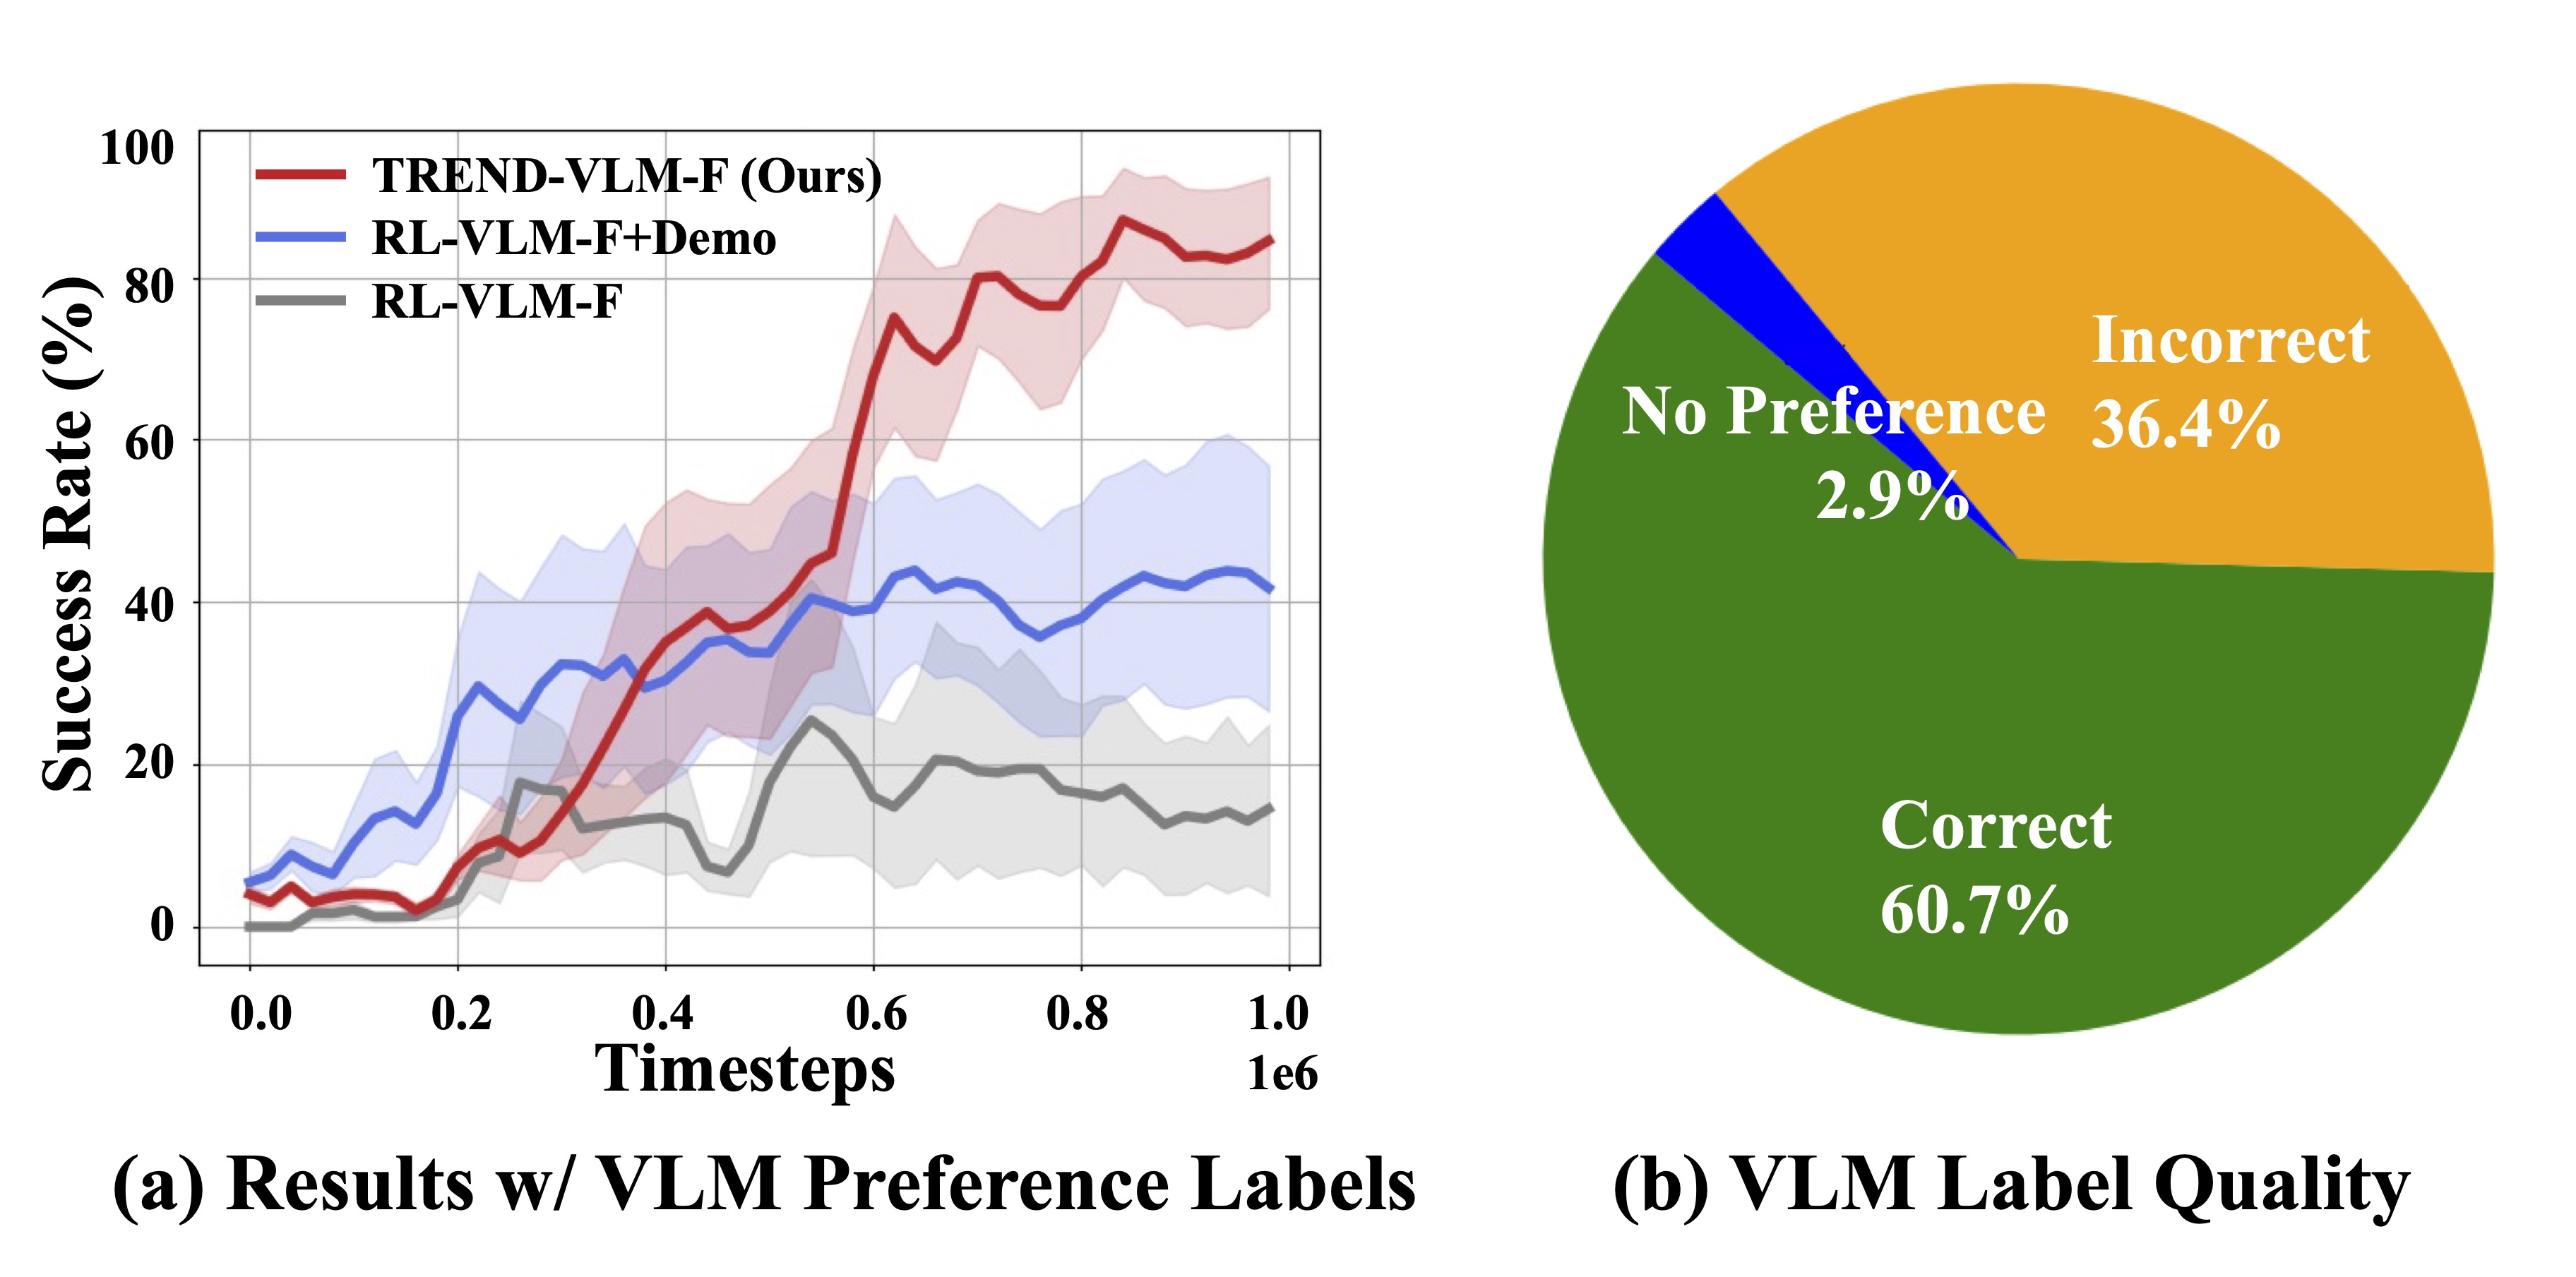 100
80
60
40
20
0
Success Rate (%)
TREND-VLM-F (Ours)
RL-VLM-F+Demo
RL-VLM-F
0.0 0.2 0.4 0.6 0.8 1.0
Timesteps
1e6
(a) Results w/ VLM Preference Labels
Incorrect
36.4%
No Preference
2.9%
Correct
60.7%
(b) VLM Label Quality